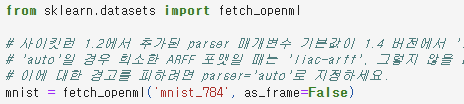 from sklearn.datasets import fetch_openml
# 사이킷런 1.2에서 추가된 parser 매개변수 기본값이 1.4 버전에서 '
# 'auto'일 경우 희소한 ARFF 포맷일 때는 'liac-arff', 그렇지 않을
# 이에 대한 경고를 피하려면 parser='auto'로 지정하세요.
mnist = fetch_openml('mnist_784', as_frame=False)